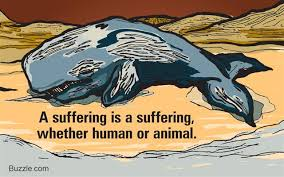 A suffering is a suffering,
whether human or animal.
Buzzle.com